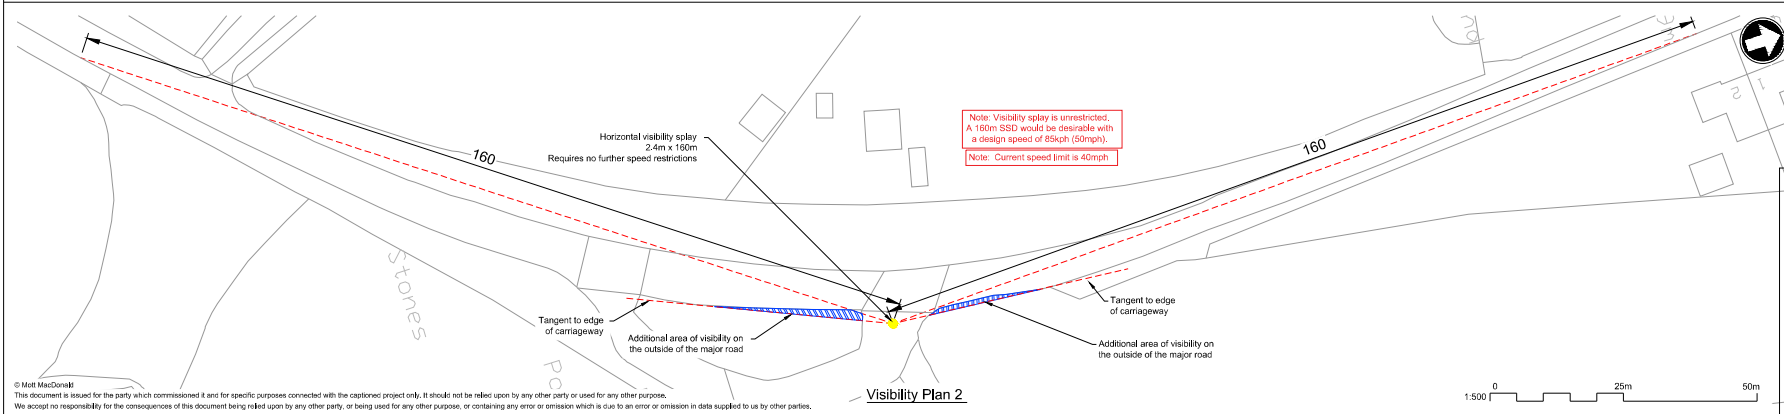 160
Horizontal visibility splay
2.4m x 160m
Requires no further speed restrictions
Note: Visibility splay is unrestricted.
A 160m SSD would be desirable with
a design speed of 85kph (50mph).
Note: Current speed limit is 40mph
160
2
1
Stones
Tangent to edge
of carriageway
Additional area of visibility on
the outside of the major road
Tangent to edge
of carriageway
Additional area of visibility on
the outside of the major road
Po
Visibility Plan 2
1:500
0
25m
50m
© Mott MacDonald
This document is issued for the party which commissioned it and for specific purposes connected with the captioned project only. It should not be relied upon by any other party or used for any other purpose.
We accept no responsibility for the consequences of this document being relied upon by any other party, or being used for any other purpose, or containing any error or omission which is due to an error or omission in data supplied to us by other parties.